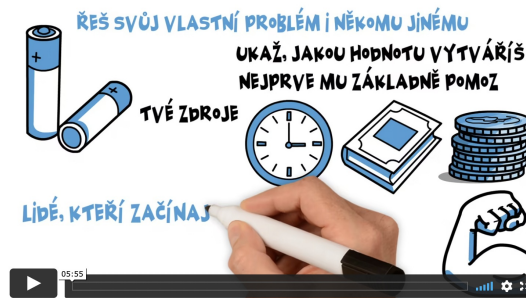 ŘEŠ SVŮJ VLASTNÍ PROBLÉM I NĚKOMU JINÉMU
UKAŽ, JAKOU HODNOTU VYTVÁŘÍŠ
NEJPRVE MU ZÁKLADNĚ POMOZ
TVÉ ZDROJE
LIDÉ, KTEŘÍ ZAČÍNAJ
05:55